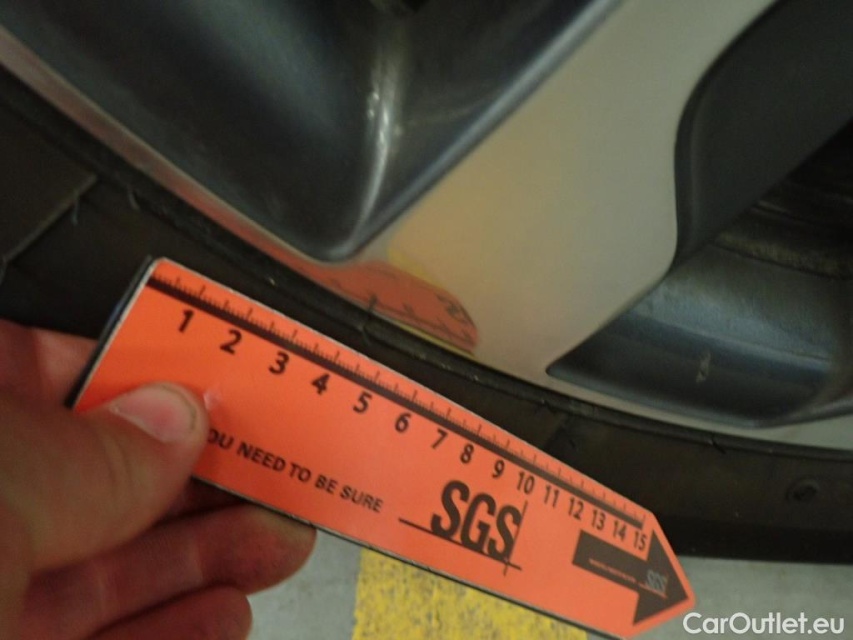 1 2 3 4 5 6 7 8 9 10 11 12 13 14 15
OU NEED TO BE SURE
SGS
SGS
CarOutlet.eu